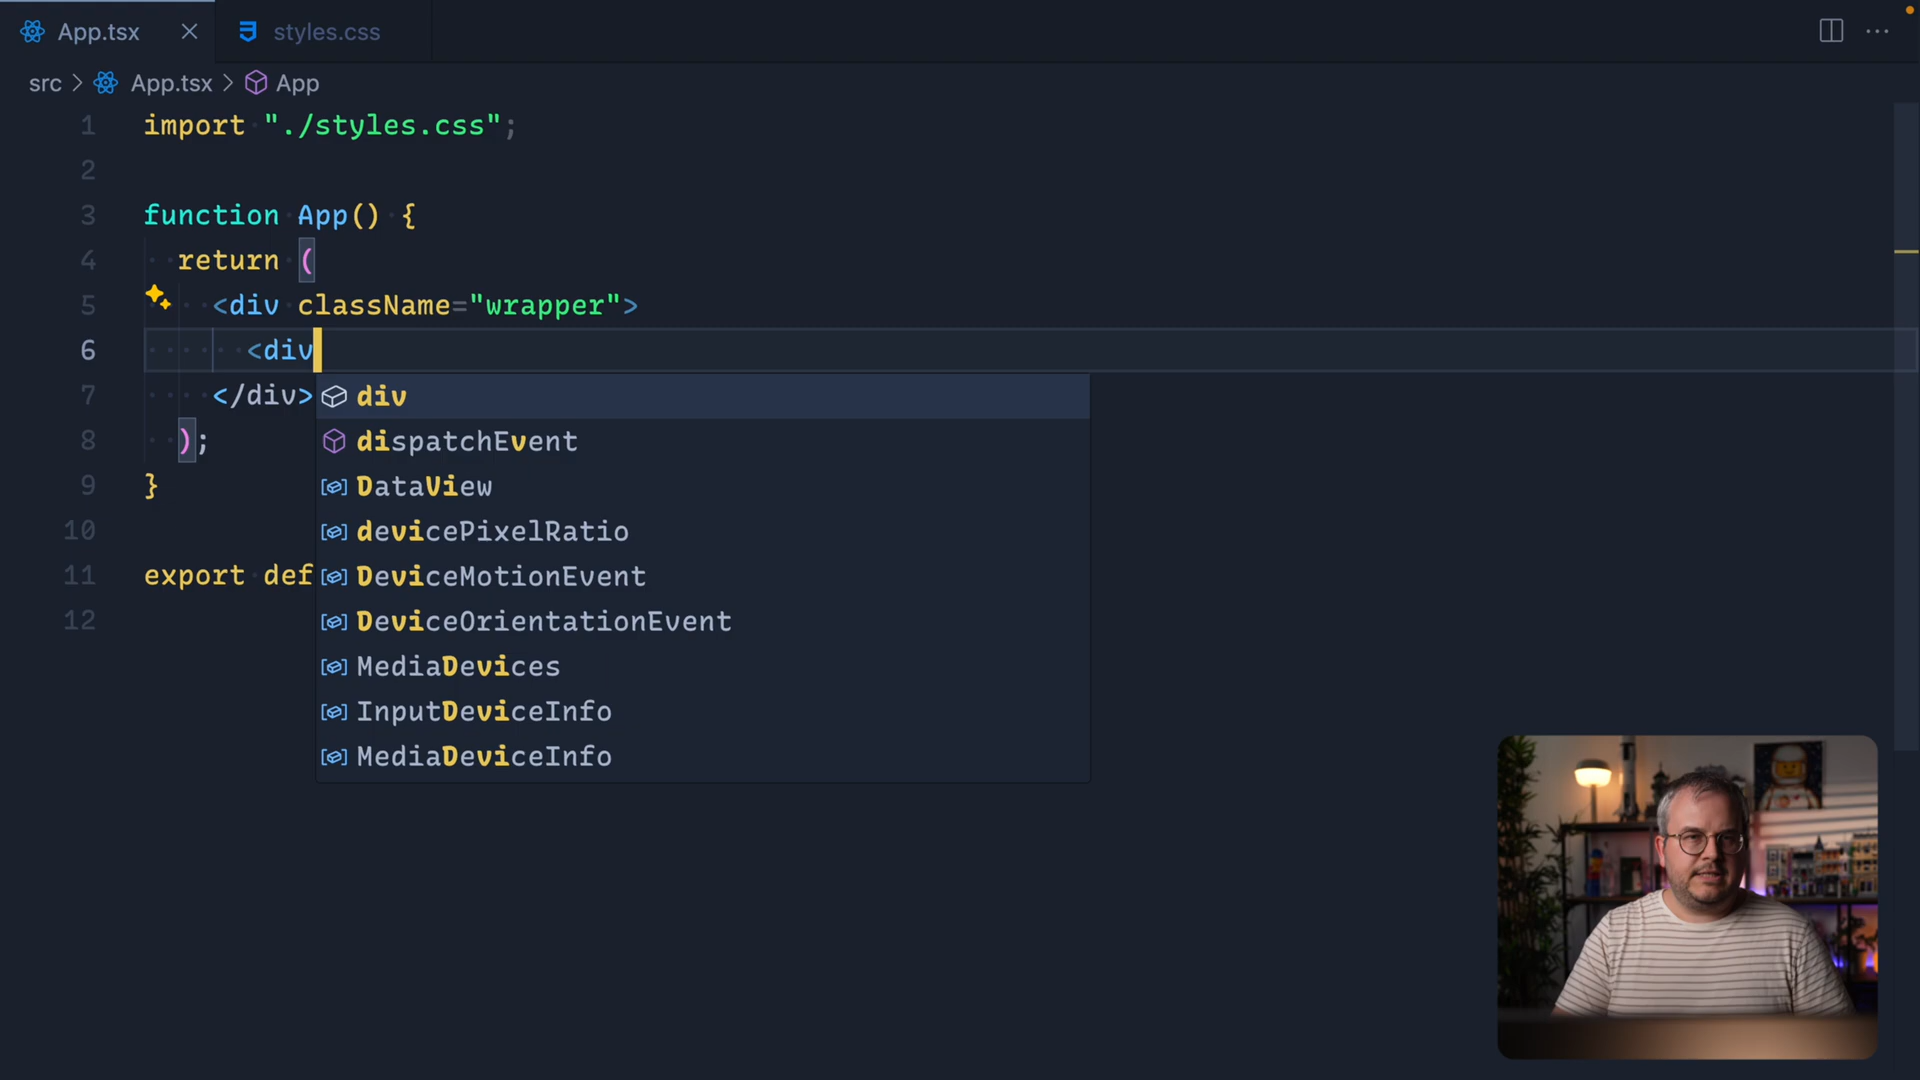 App.tsx
styles.css
src > App.tsx > App
1 import "./styles.css";
2
3 function App() {
4 return (
5 <div className="wrapper">
6 <div
7 </div>
8 );
9 }
10
11 export def
12
div
dispatchEvent
DataView
devicePixelRatio
DeviceMotionEvent
DeviceOrientationEvent
MediaDevices
InputDeviceInfo
MediaDeviceInfo